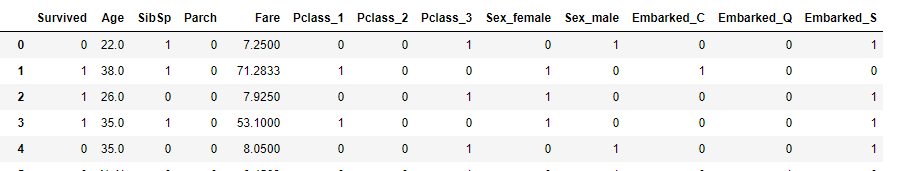 Survived Age SibSp Parch Fare Pclass_1 Pclass_2 Pclass_3 Sex_female Sex_male Embarked_C Embarked_Q Embarked_S
0 0 22.0 1 0 7.2500 0 0 1 0 1 0 0 1
1 1 38.0 1 0 71.2833 1 0 0 1 0 1 0 0
2 1 26.0 0 0 7.9250 0 0 1 1 0 0 0 1
3 1 35.0 1 0 53.1000 1 0 0 1 0 0 0 1
4 0 35.0 0 0 8.0500 0 0 1 0 1 0 0 1